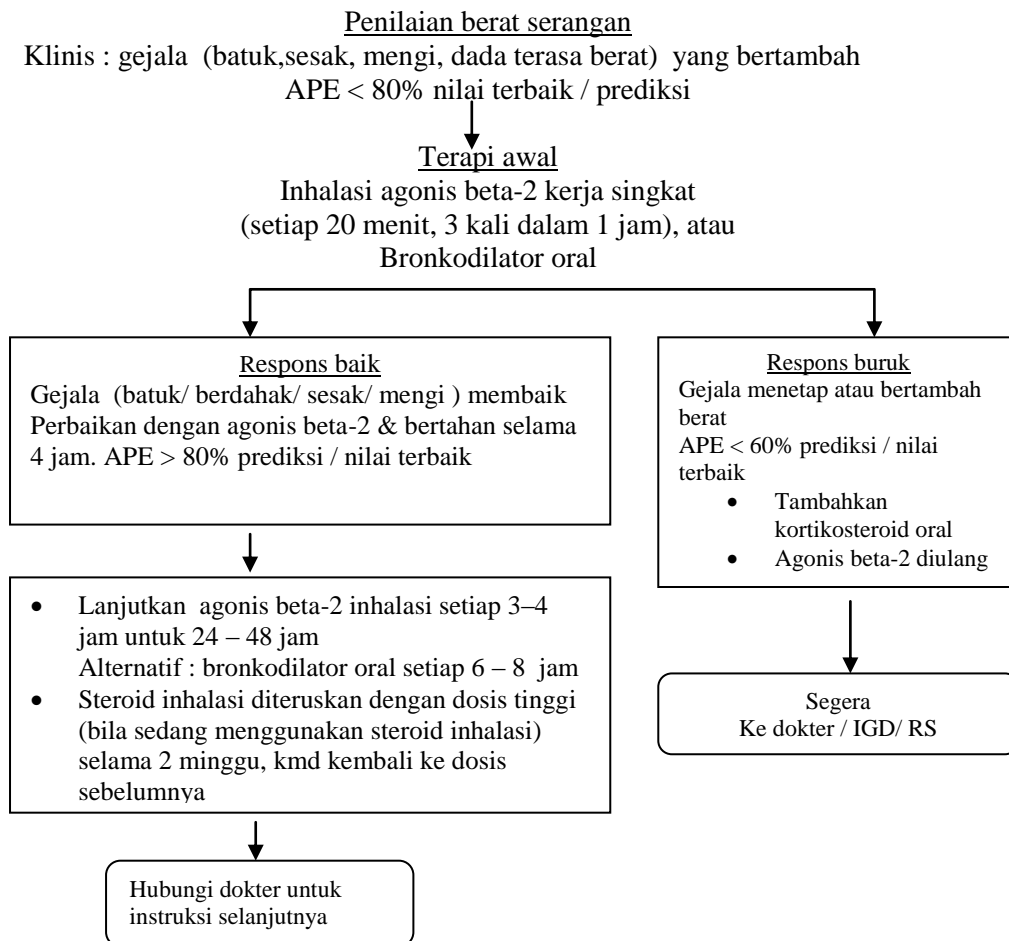 Penilaian berat serangan
Klinis : gejala (batuk,sesak, mengi, dada terasa berat) yang bertambah
APE < 80% nilai terbaik / prediksi
Terapi awal
Inhalasi agonis beta-2 kerja singkat
(setiap 20 menit, 3 kali dalam 1 jam), atau
Bronkodilator oral
Respons baik
Gejala (batuk/ berdahak/ sesak/ mengi ) membaik
Perbaikan dengan agonis beta-2 & bertahan selama
4 jam. APE > 80% prediksi / nilai terbaik
Respons buruk
Gejala menetap atau bertambah
berat
APE < 60% prediksi / nilai
terbaik
• Tambahkan
kortikosteroid oral
• Agonis beta-2 diulang
• Lanjutkan agonis beta-2 inhalasi setiap 3–4
jam untuk 24 – 48 jam
Alternatif : bronkodilator oral setiap 6 – 8 jam
• Steroid inhalasi diteruskan dengan dosis tinggi
(bila sedang menggunakan steroid inhalasi)
selama 2 minggu, kmd kembali ke dosis
sebelumnya
Segera
Ke dokter / IGD/ RS
Hubungi dokter untuk
instruksi selanjutnya